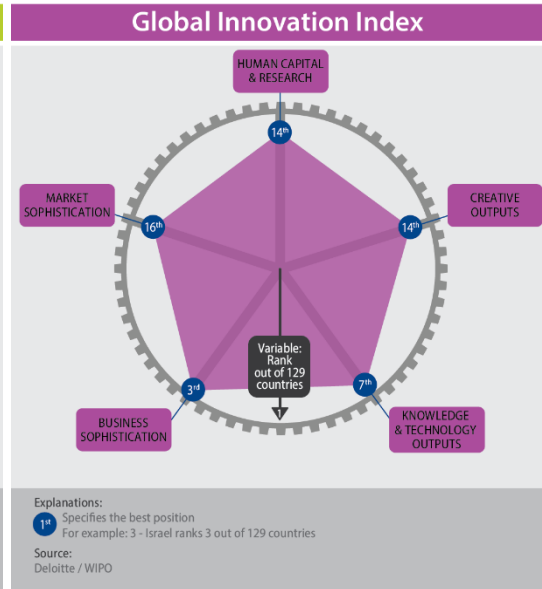 Global Innovation Index
HUMAN CAPITAL
& RESEARCH
14th
MARKET
SOPHISTICATION
16th
CREATIVE
OUTPUTS
14th
Variable:
Rank
out of 129
countries
1
3rd
7th
BUSINESS
SOPHISTICATION
KNOWLEDGE
& TECHNOLOGY
OUTPUTS
Explanations:
1st
Specifies the best position
For example: 3 - Israel ranks 3 out of 129 countries
Source:
Deloitte / WIPO